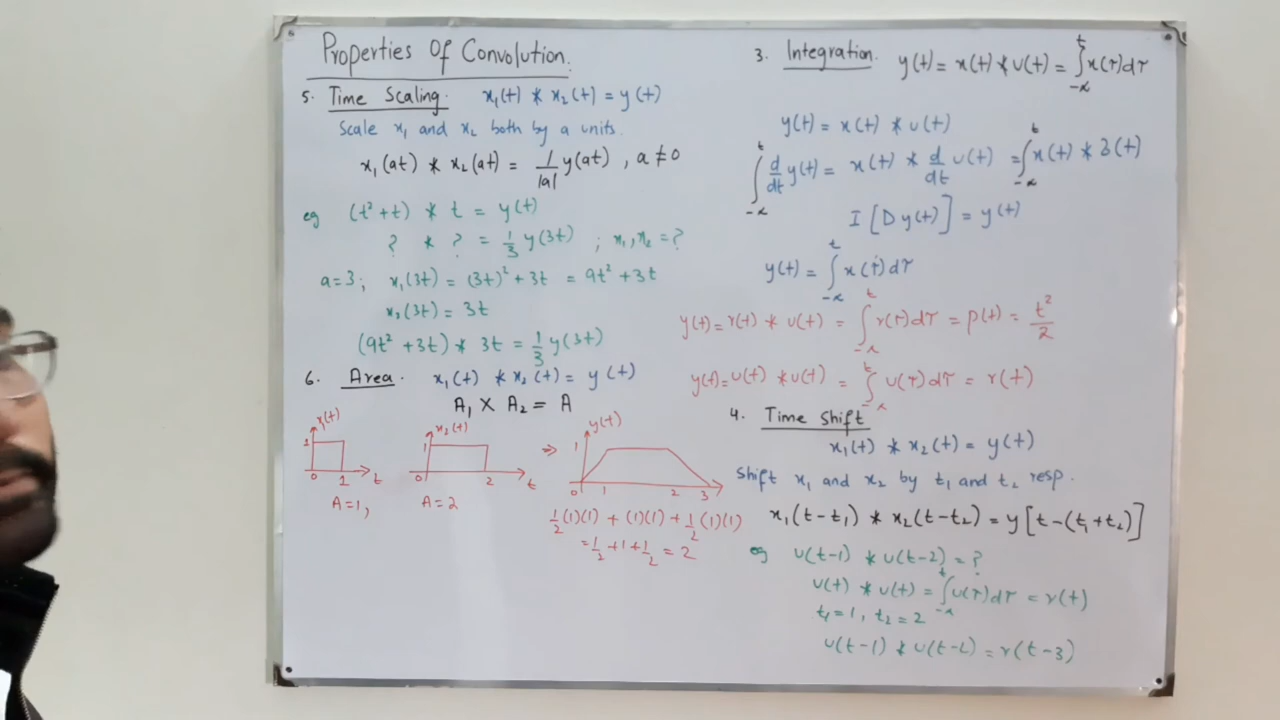 Properties Of Convolution.
5. Time Scaling. x₁(t) * x₂(t) = y(t)
Scale x₁ and x₂ both by a units.
x₁(at) * x₂(at) = 1/|a| y(at) , a ≠ 0
eg (t²+t) * t = y(t)
? * ? = 1/3 y(3t) ; x₁, x₂ = ?
a=3; x₁(3t) = (3t)² + 3t = 9t² + 3t
x₂(3t) = 3t
(9t² + 3t) * 3t = 1/3 y(3t)
6. Area. x₁(t) * x₂(t) = y(t)
A₁ X A₂ = A
x₁(t) x₂(t) ⇒ y(t)
1 1 1
0 1 t 0 2 t 0 1 2 3
A=1, A=2
1/2 (1)(1) + (1)(1) + 1/2 (1)(1)
= 1/2 + 1 + 1/2 = 2
3. Integration. y(t) = x(t) * u(t) = ∫_{-∞}^{t} x(τ)dτ
y(t) = x(t) * u(t)
∫_{-∞}^{t} d/dt y(t) = x(t) * d/dt u(t) = ∫_{-∞}^{t} x(t) * δ(t)
I [D y(t)] = y(t)
y(t) = ∫_{-∞}^{t} x(τ)dτ
y(t) = r(t) * u(t) = ∫_{-∞}^{t} r(τ)dτ = p(t) = t²/2
y(t) = u(t) * u(t) = ∫_{-∞}^{t} u(τ)dτ = r(t)
4. Time Shift
x₁(t) * x₂(t) = y(t)
Shift x₁ and x₂ by t₁ and t₂ resp.
x₁(t-t₁) * x₂(t-t₂) = y[t-(t₁+t₂)]
eg u(t-1) * u(t-2) = ?
u(t) * u(t) = ∫_{-∞}^{t} u(τ)dτ = r(t)
t₁=1, t₂=2
u(t-1) * u(t-2) = r(t-3)